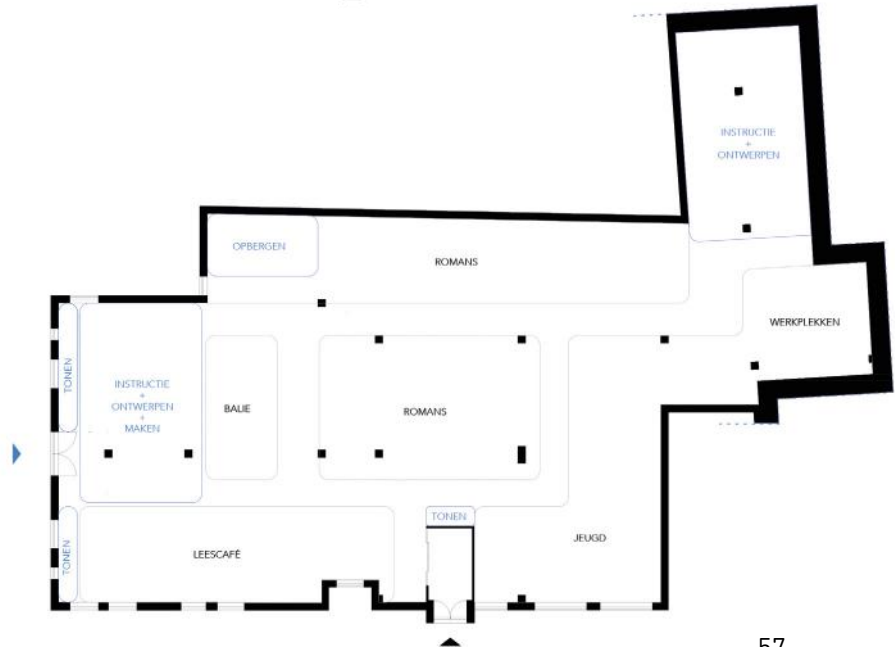 INSTRUCTIE
+
ONTWERPEN
OPBERGEN
ROMANS
WERKPLEKKEN
TONEN
INSTRUCTIE
+
ONTWERPEN
+
MAKEN
BALIE
ROMANS
TONEN
LEESCAFÉ
TONEN
JEUGD
57